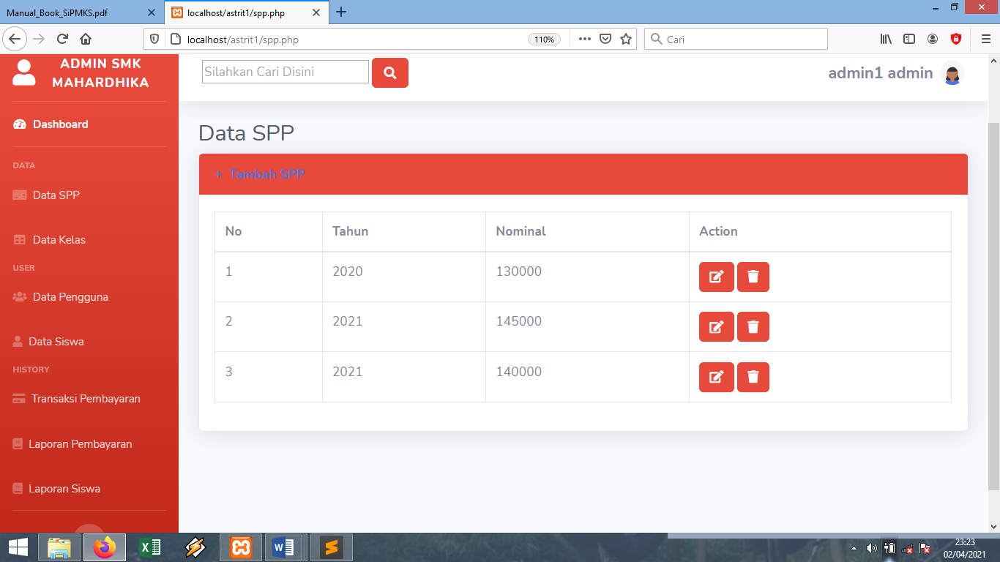 Manual_Book_SiPMKS.pdf
localhost/astrit1/spp.php
localhost/astrit1/spp.php
110%
Cari
ADMIN SMK
MAHARDHIKA
Dashboard
DATA
Data SPP
Data Kelas
USER
Data Pengguna
Data Siswa
HISTORY
Transaksi Pembayaran
Laporan Pembayaran
Laporan Siswa
Silahkan Cari Disini
admin1 admin
Data SPP
+ Tambah SPP
No Tahun Nominal Action
1 2020 130000
2 2021 145000
3 2021 140000
23:23
02/04/2021